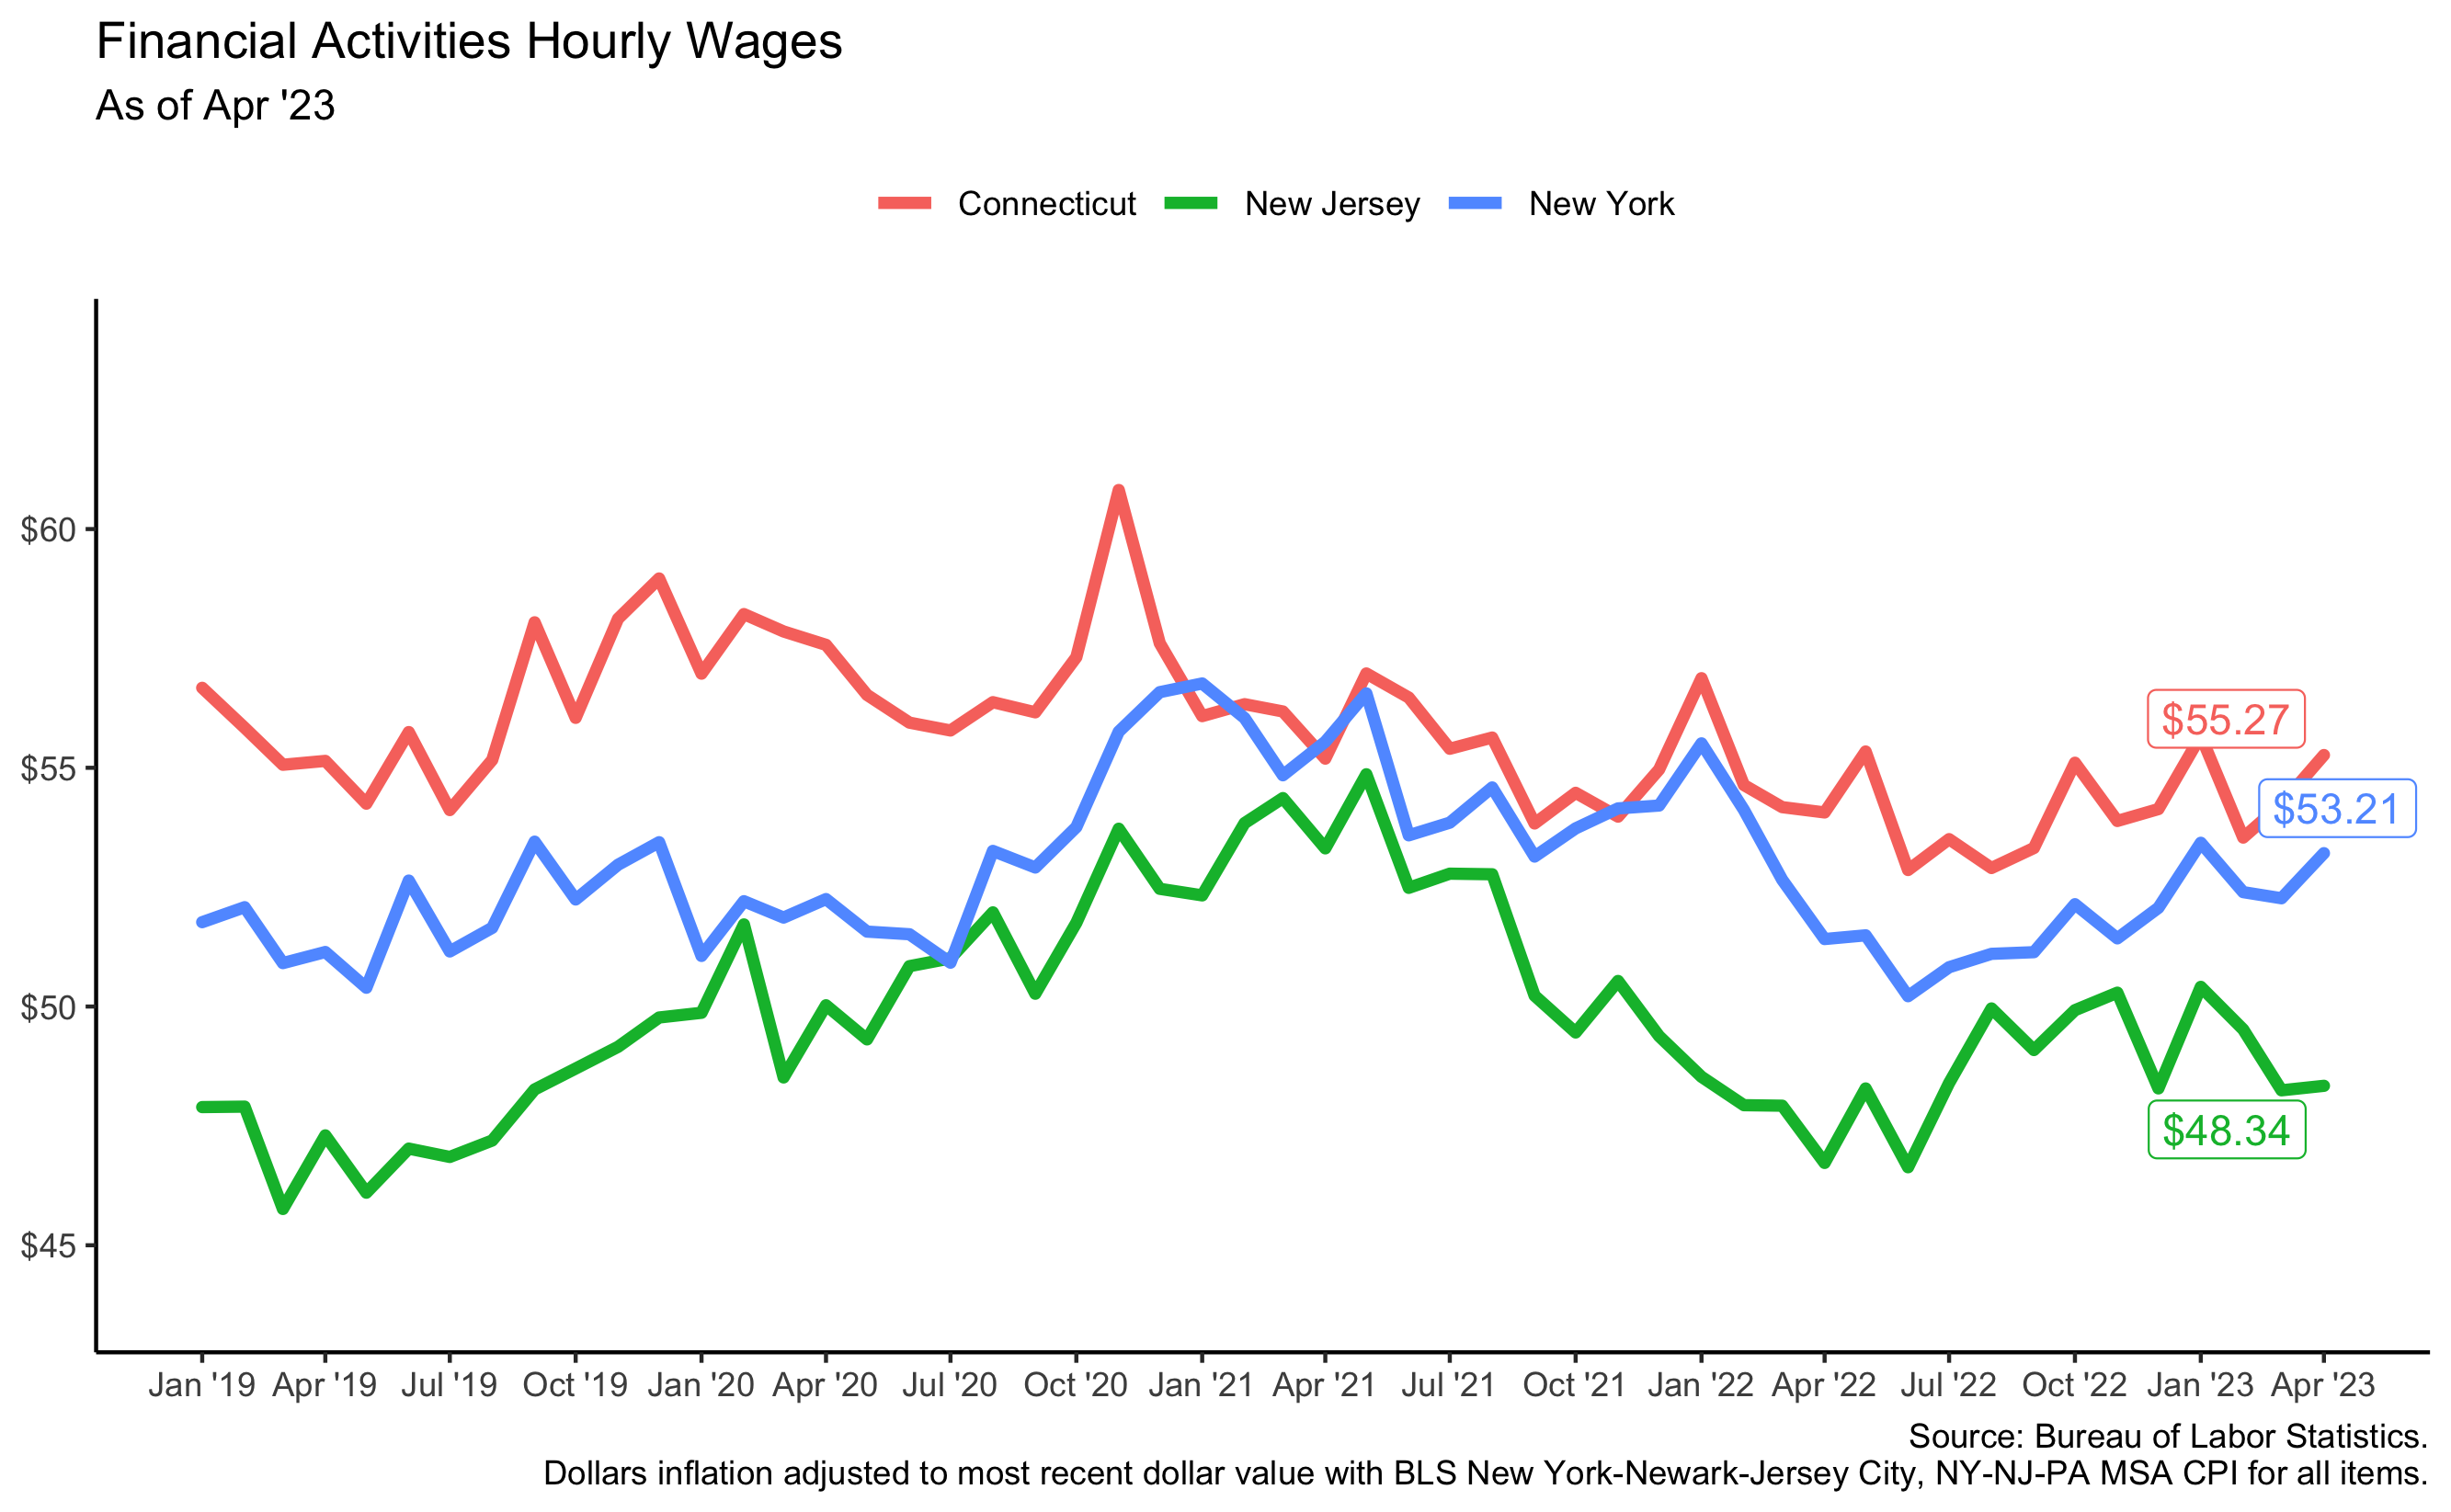 Financial Activities Hourly Wages
As of Apr '23
Connecticut New Jersey New York
$60
$55
$50
$45
$55.27
$53.21
$48.34
Jan '19 Apr '19 Jul '19 Oct '19 Jan '20 Apr '20 Jul '20 Oct '20 Jan '21 Apr '21 Jul '21 Oct '21 Jan '22 Apr '22 Jul '22 Oct '22 Jan '23 Apr '23
Source: Bureau of Labor Statistics.
Dollars inflation adjusted to most recent dollar value with BLS New York-Newark-Jersey City, NY-NJ-PA MSA CPI for all items.